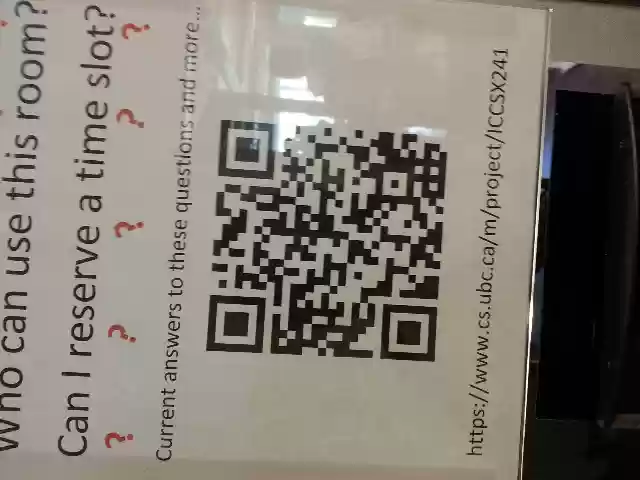 Who can use this room?
Can I reserve a time slot?
? ? ? ? ?
Current answers to these questions and more...
https://www.cs.ubc.ca/m/project/ICCSX241